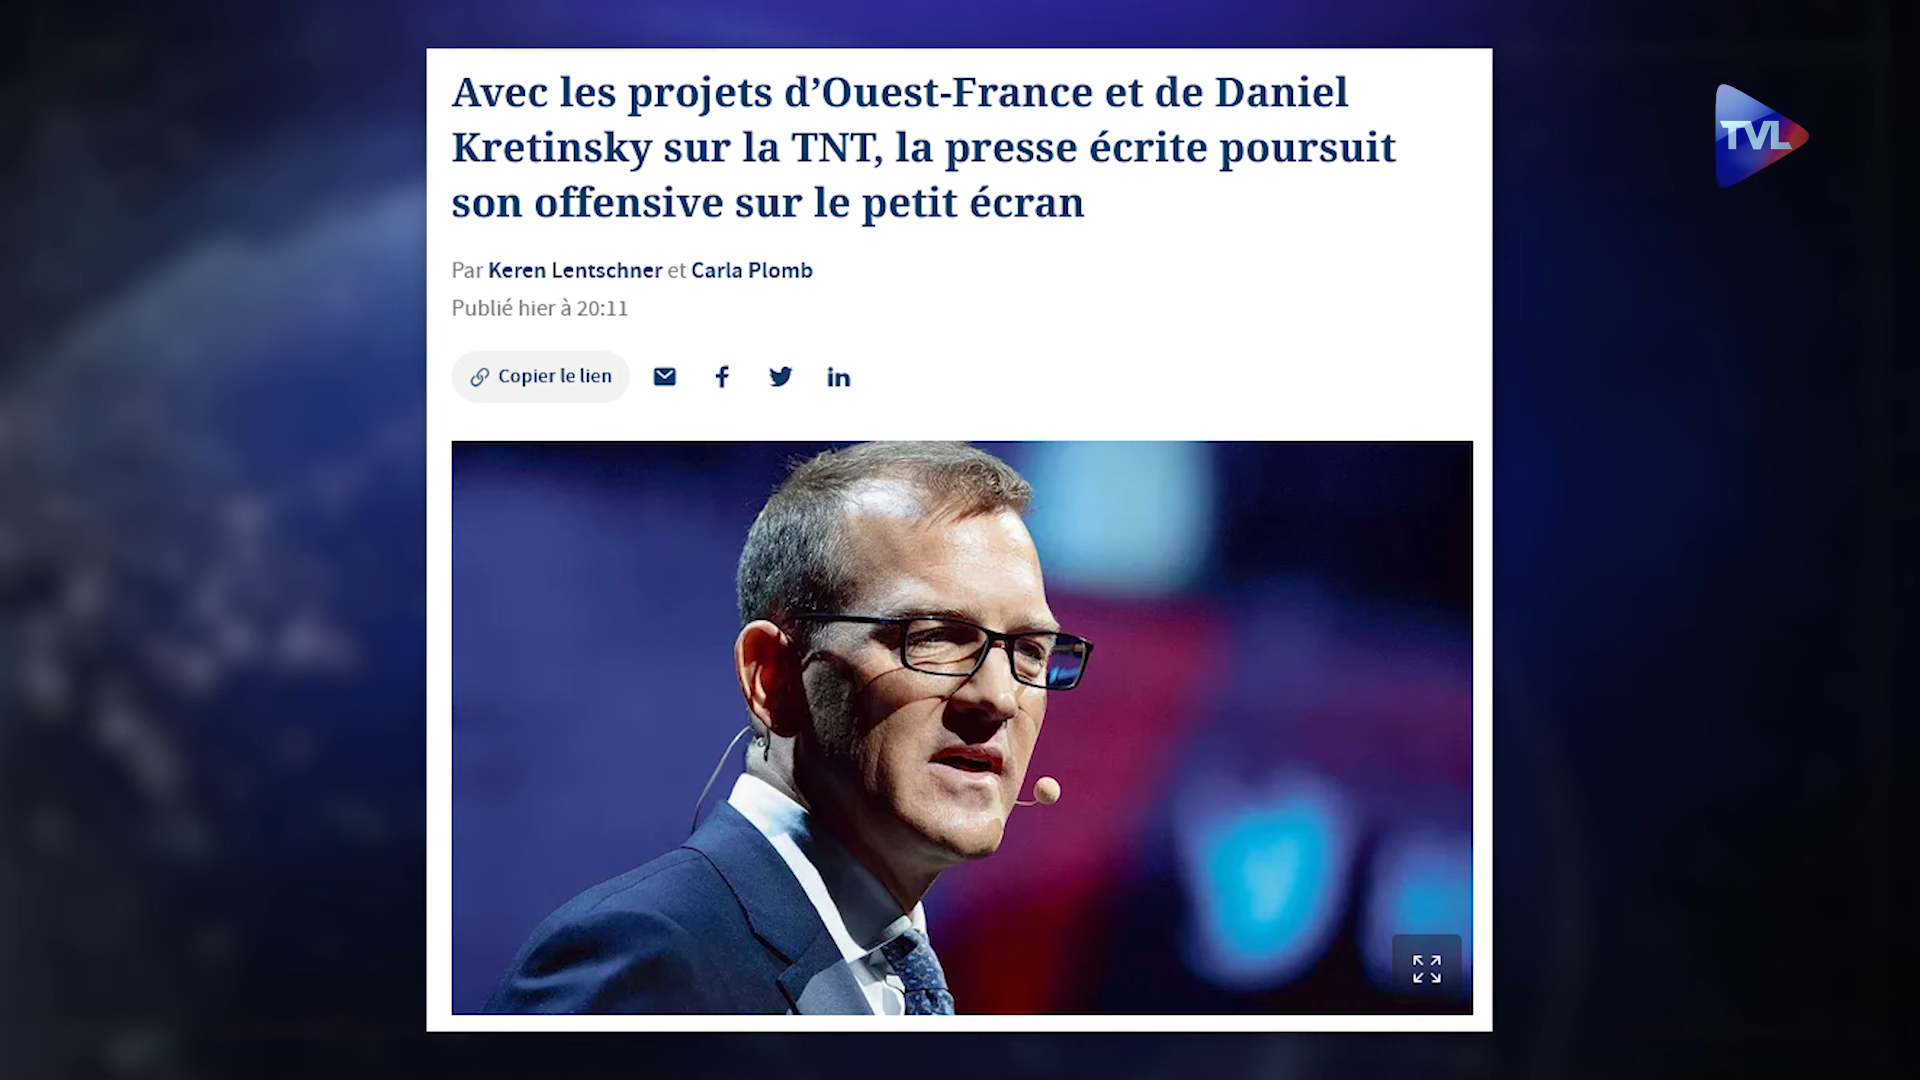 Avec les projets d’Ouest-France et de Daniel
Kretinsky sur la TNT, la presse écrite poursuit
son offensive sur le petit écran
Par Keren Lentschner et Carla Plomb
Publié hier à 20:11
Copier le lien
TVL